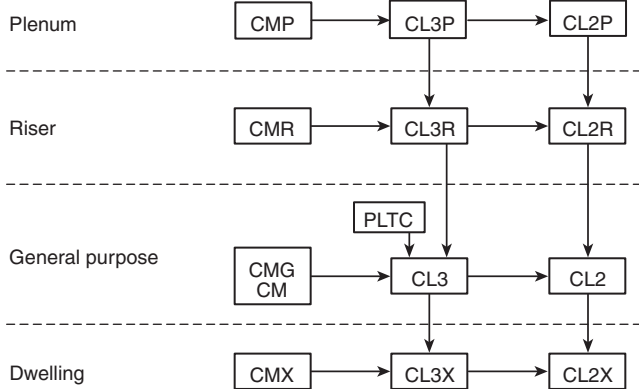 Plenum
CMP
CL3P
CL2P
Riser
CMR
CL3R
CL2R
PLTC
General purpose
CMG
CM
CL3
CL2
Dwelling
CMX
CL3X
CL2X